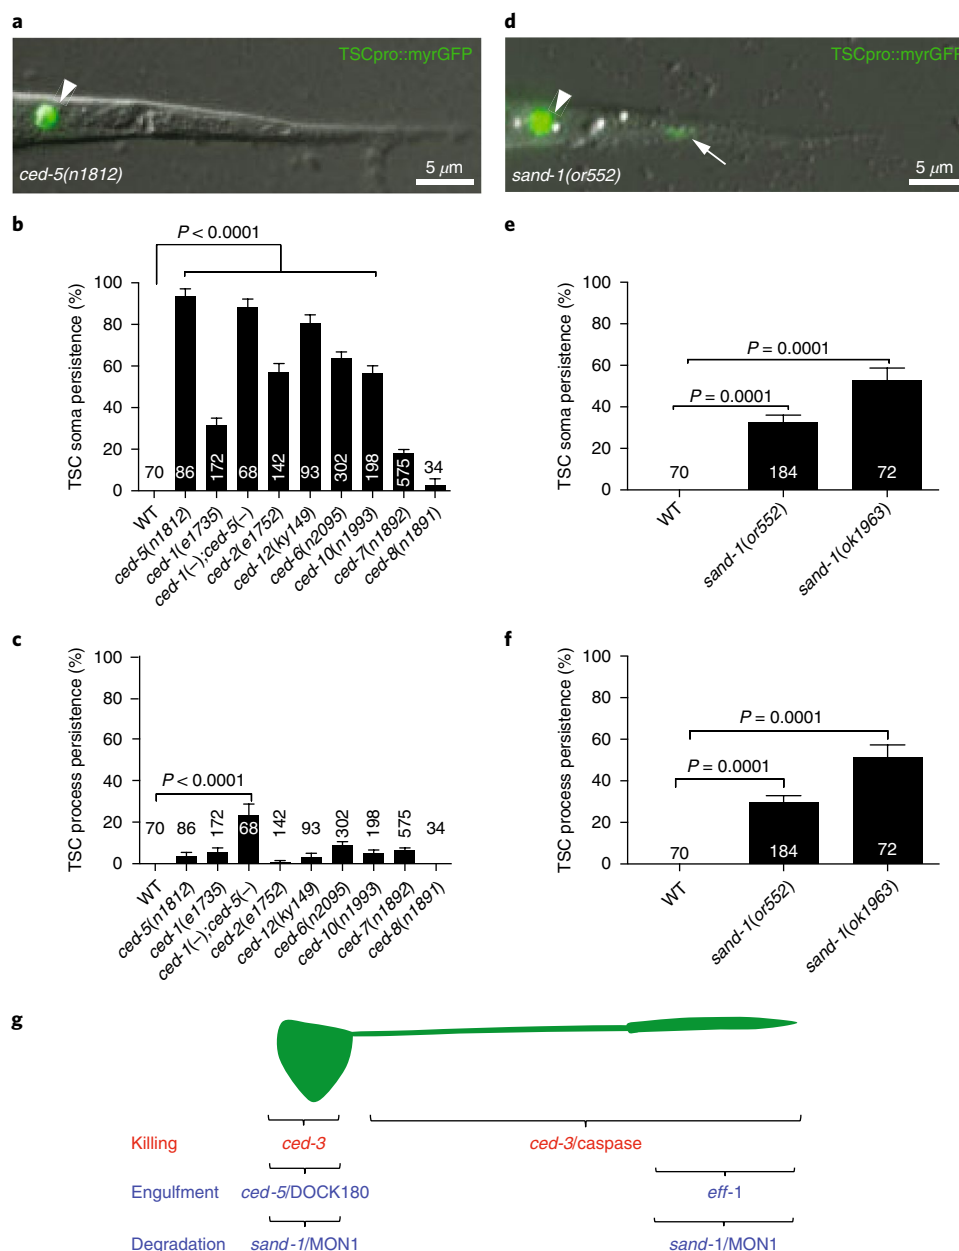 a
TSCpro::myrGFP
ced-5(n1812)
5 μm
d
TSCpro::myrGFP
sand-1(or552)
5 μm
b
P < 0.0001
TSC soma persistence (%)
100
80
60
40
20
0
70 86 172 68 142 93 302 198 575 34
WT
ced-5(n1812)
ced-1(e1735)
ced-1(–);ced-5(–)
ced-2(e1752)
ced-12(ky149)
ced-6(n2095)
ced-10(n1993)
ced-7(n1892)
ced-8(n1891)
e
P = 0.0001
P = 0.0001
TSC soma persistence (%)
100
80
60
40
20
0
70 184 72
WT
sand-1(or552)
sand-1(ok1963)
c
P < 0.0001
TSC process persistence (%)
100
80
60
40
20
0
70 86 172 68 142 93 302 198 575 34
WT
ced-5(n1812)
ced-1(e1735)
ced-1(–);ced-5(–)
ced-2(e1752)
ced-12(ky149)
ced-6(n2095)
ced-10(n1993)
ced-7(n1892)
ced-8(n1891)
f
P = 0.0001
P = 0.0001
TSC process persistence (%)
100
80
60
40
20
0
70 184 72
WT
sand-1(or552)
sand-1(ok1963)
g
Killing ced-3 ced-3/caspase
Engulfment ced-5/DOCK180 eff-1
Degradation sand-1/MON1 sand-1/MON1